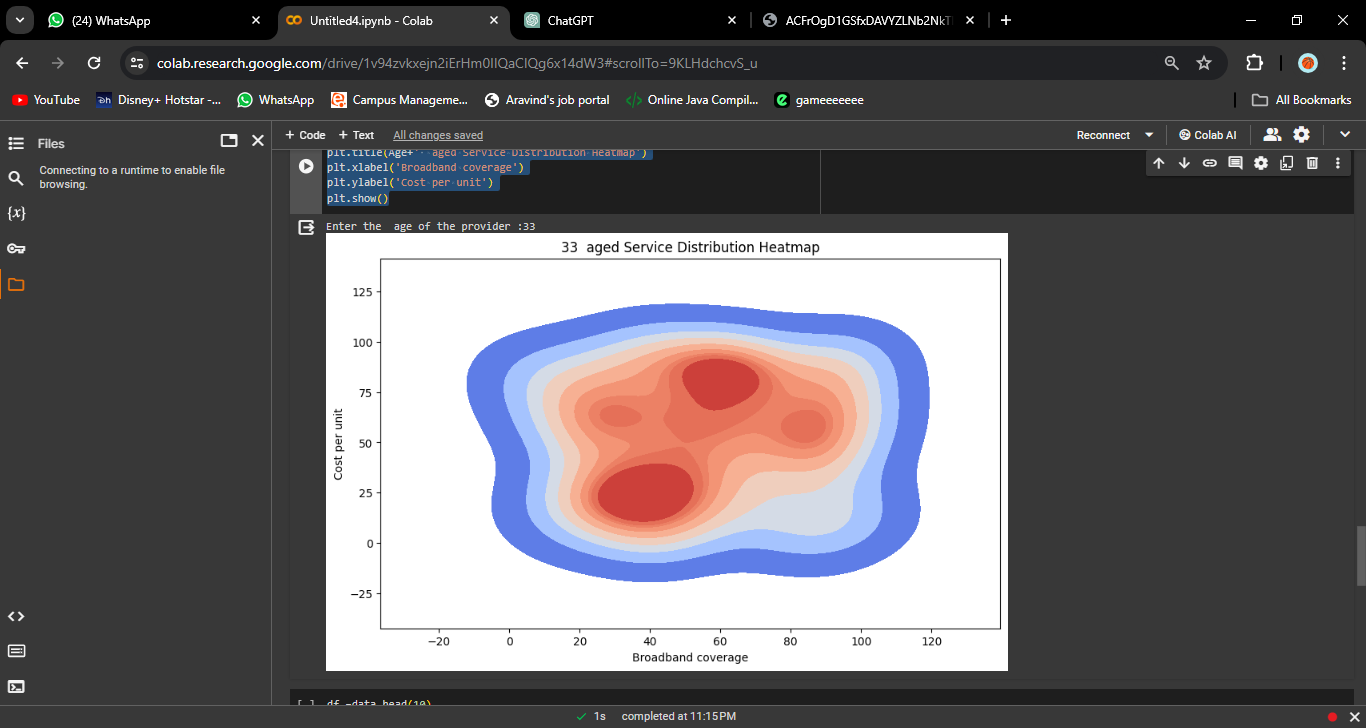 (24) WhatsApp
Untitled4.ipynb - Colab
ChatGPT
ACFrOgD1GSfxDAVYZLNb2NkT
colab.research.google.com/drive/1v94zvkxejn2iErHm0IlQaClQg6x14dW3#scrollTo=9KLHdchcvS_u
YouTube
Disney+ Hotstar -...
WhatsApp
Campus Manageme...
Aravind's job portal
Online Java Compil...
gameeeeeee
All Bookmarks
Files
+ Code + Text All changes saved
Reconnect
Colab AI
Connecting to a runtime to enable file
browsing.
plt.title(Age+'  aged Service Distribution Heatmap')
plt.xlabel('Broadband coverage')
plt.ylabel('Cost per unit')
plt.show()
Enter the  age of the provider :33
33  aged Service Distribution Heatmap
125
100
75
50
25
0
−25
Cost per unit
−20 0 20 40 60 80 100 120
Broadband coverage
[ ] df =data.head(10)
1s completed at 11:15 PM